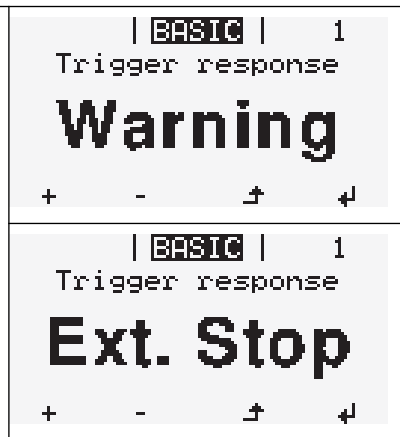 | BASIC | 1
Trigger response
Warning
+ - ⬏ ↵
| BASIC | 1
Trigger response
Ext. Stop
+ - ⬏ ↵